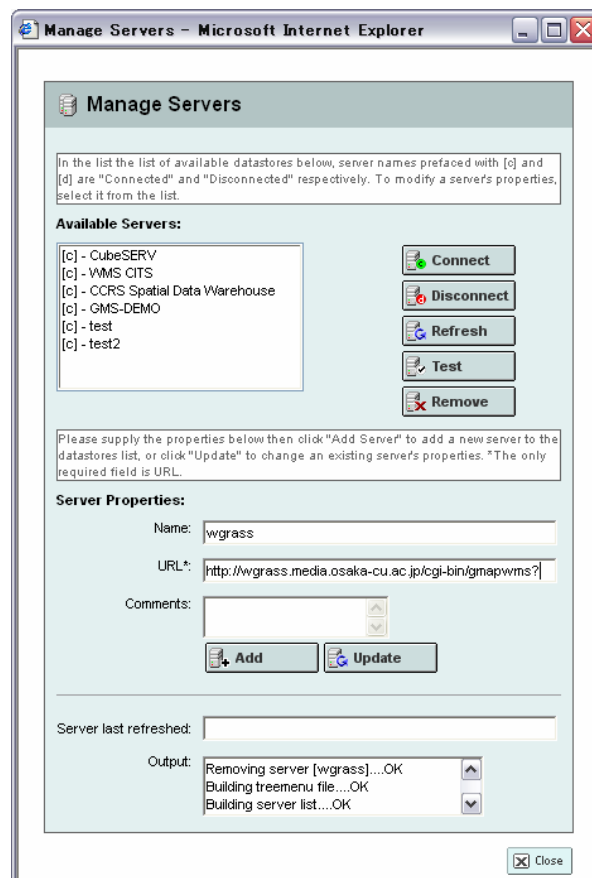 Manage Servers - Microsoft Internet Explorer
Manage Servers
In the list the list of available datastores below, server names prefaced with [c] and
[d] are "Connected" and "Disconnected" respectively. To modify a server's properties,
select it from the list.
Available Servers:
[c] - CubeSERV
[c] - WMS CITS
[c] - CCRS Spatial Data Warehouse
[c] - GMS-DEMO
[c] - test
[c] - test2
Connect
Disconnect
Refresh
Test
Remove
Please supply the properties below then click "Add Server" to add a new server to the
datastores list, or click "Update" to change an existing server's properties. *The only
required field is URL.
Server Properties:
Name: wgrass
URL*: http://wgrass.media.osaka-cu.ac.jp/cgi-bin/gmapwms?
Comments:
Add Update
Server last refreshed:
Output: Removing server [wgrass]....OK
Building treemenu file....OK
Building server list....OK
Close